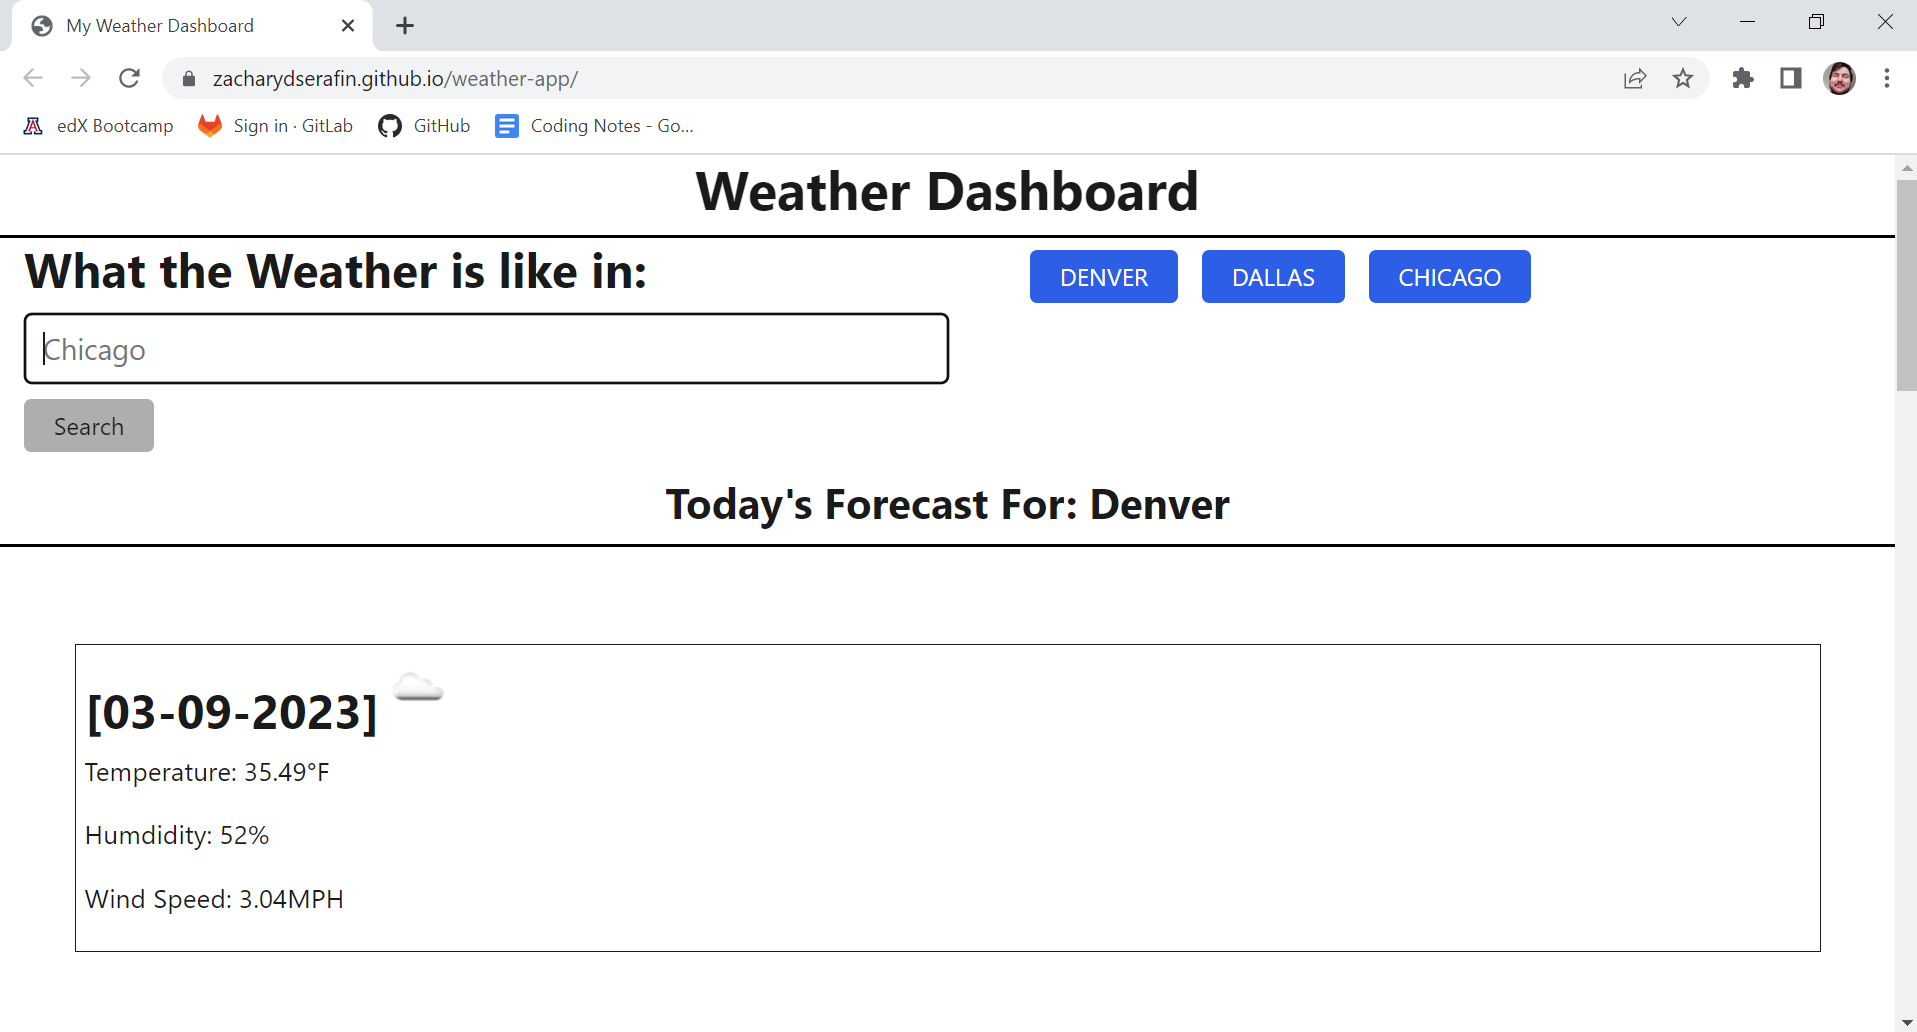 My Weather Dashboard
zacharydserafin.github.io/weather-app/
edX Bootcamp
Sign in · GitLab
GitHub
Coding Notes - Go...
Weather Dashboard
What the Weather is like in:
DENVER
DALLAS
CHICAGO
Chicago
Search
Today's Forecast For: Denver
[03-09-2023]
Temperature: 35.49°F
Humdidity: 52%
Wind Speed: 3.04MPH